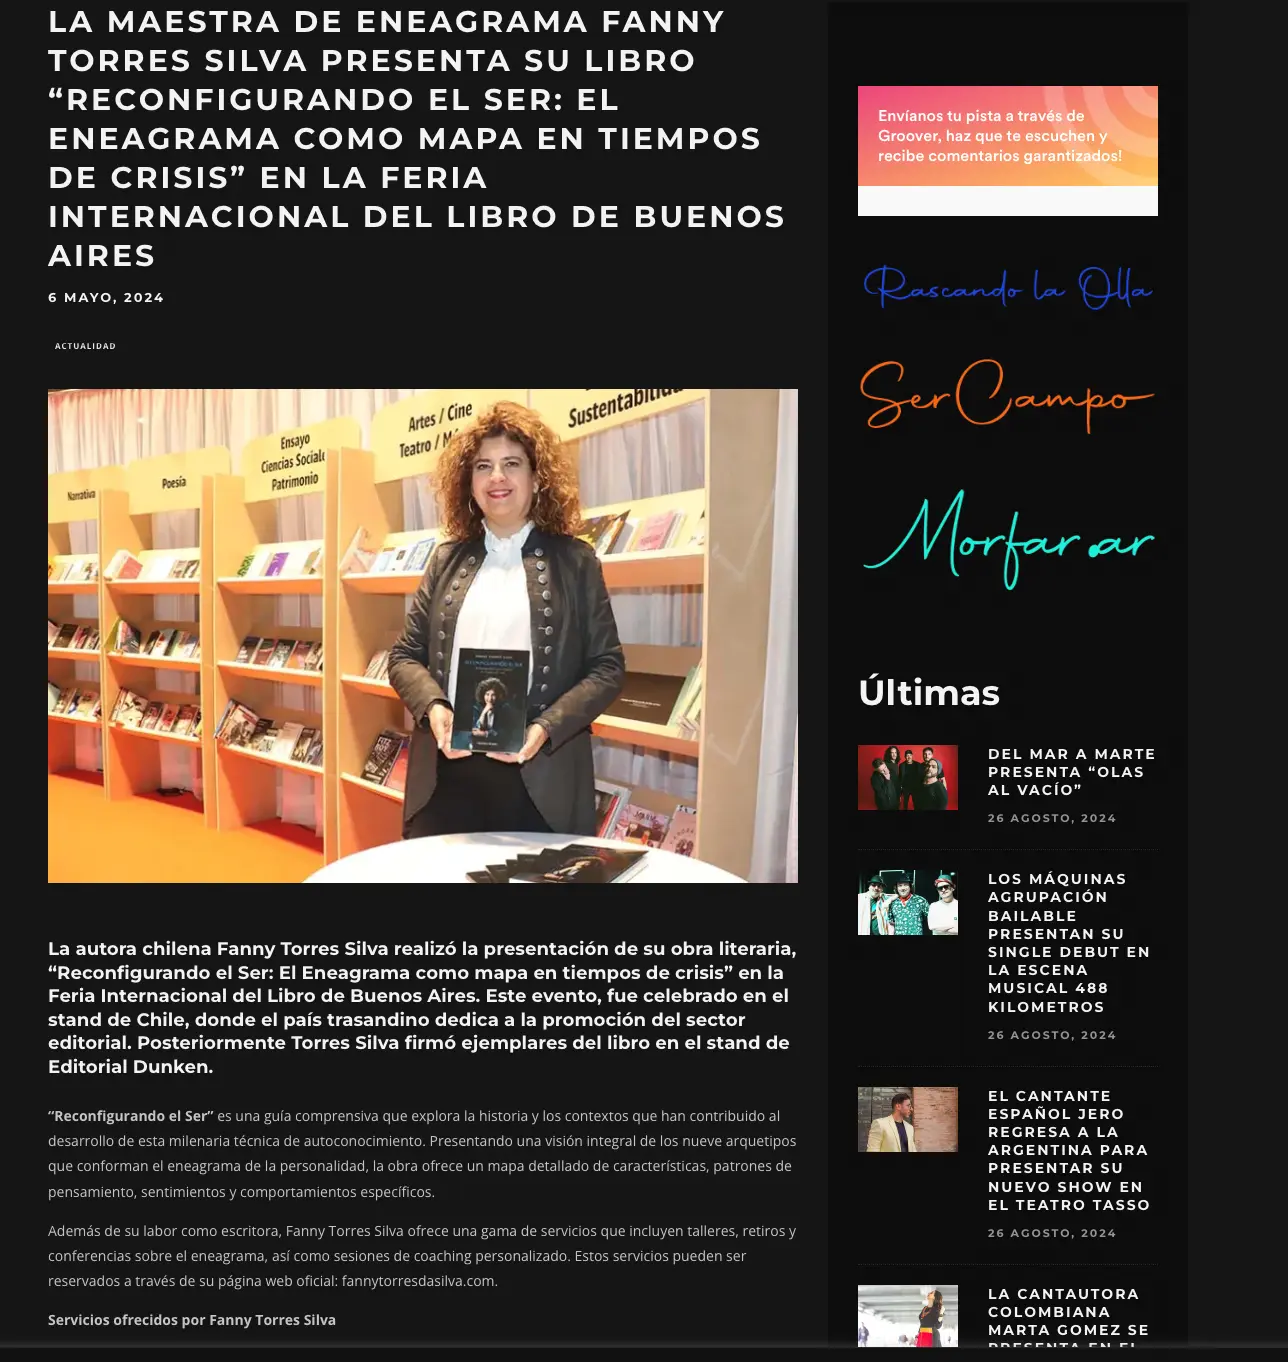 LA MAESTRA DE ENEAGRAMA FANNY
TORRES SILVA PRESENTA SU LIBRO
“RECONFIGURANDO EL SER: EL
ENEAGRAMA COMO MAPA EN TIEMPOS
DE CRISIS” EN LA FERIA
INTERNACIONAL DEL LIBRO DE BUENOS
AIRES
6 MAYO, 2024
ACTUALIDAD
Narrativa
Poesía
Ensayo
Ciencias Sociales
Patrimonio
Artes / Cine
Teatro /
Sustentabilidad
La autora chilena Fanny Torres Silva realizó la presentación de su obra literaria,
“Reconfigurando el Ser: El Eneagrama como mapa en tiempos de crisis” en la
Feria Internacional del Libro de Buenos Aires. Este evento, fue celebrado en el
stand de Chile, donde el país trasandino dedica a la promoción del sector
editorial. Posteriormente Torres Silva firmó ejemplares del libro en el stand de
Editorial Dunken.
“Reconfigurando el Ser” es una guía comprensiva que explora la historia y los contextos que han contribuido al
desarrollo de esta milenaria técnica de autoconocimiento. Presentando una visión integral de los nueve arquetipos
que conforman el eneagrama de la personalidad, la obra ofrece un mapa detallado de características, patrones de
pensamiento, sentimientos y comportamientos específicos.
Además de su labor como escritora, Fanny Torres Silva ofrece una gama de servicios que incluyen talleres, retiros y
conferencias sobre el eneagrama, así como sesiones de coaching personalizado. Estos servicios pueden ser
reservados a través de su página web oficial: fannytorresdasilva.com.
Servicios ofrecidos por Fanny Torres Silva
Envíanos tu pista a través de
Groover, haz que te escuchen y
recibe comentarios garantizados!
Rascando la Olla
Ser Campo
Morfar.ar
Últimas
DEL MAR A MARTE
PRESENTA “OLAS
AL VACÍO”
26 AGOSTO, 2024
LOS MÁQUINAS
AGRUPACIÓN
BAILABLE
PRESENTAN SU
SINGLE DEBUT EN
LA ESCENA
MUSICAL 488
KILOMETROS
26 AGOSTO, 2024
EL CANTANTE
ESPAÑOL JERO
REGRESA A LA
ARGENTINA PARA
PRESENTAR SU
NUEVO SHOW EN
EL TEATRO TASSO
26 AGOSTO, 2024
LA CANTAUTORA
COLOMBIANA
MARTA GOMEZ SE
PRESENTA EN EL